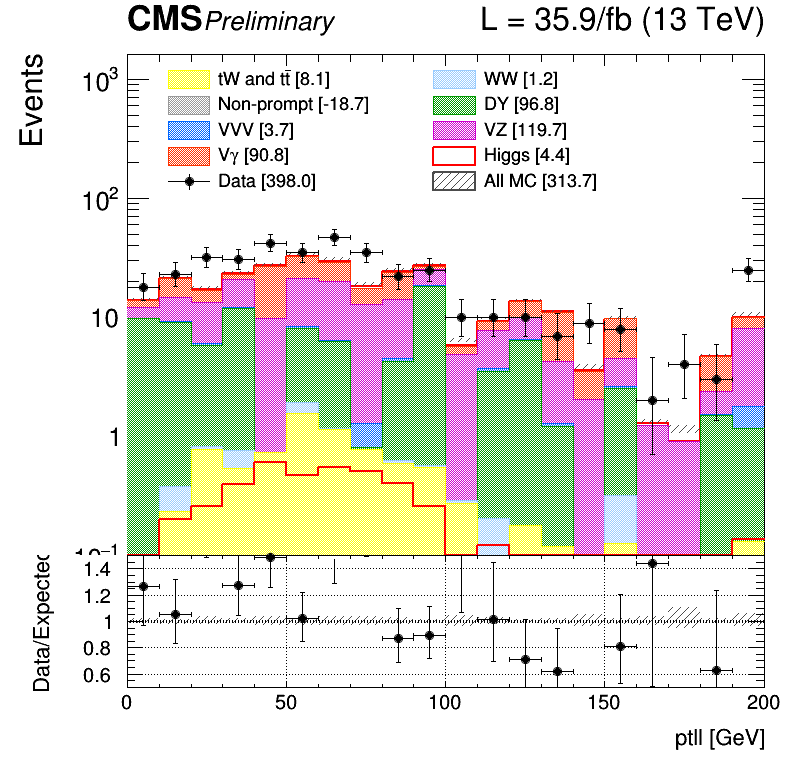 CMS Preliminary L = 35.9/fb (13 TeV)
Events
10³
10²
10
1
10⁻¹
tW and tt̄ [8.1]
Non-prompt [-18.7]
VVV [3.7]
Vγ [90.8]
Data [398.0]
WW [1.2]
DY [96.8]
VZ [119.7]
Higgs [4.4]
All MC [313.7]
Data/Expected
1.4
1.2
1
0.8
0.6
0 50 100 150 200
ptll [GeV]